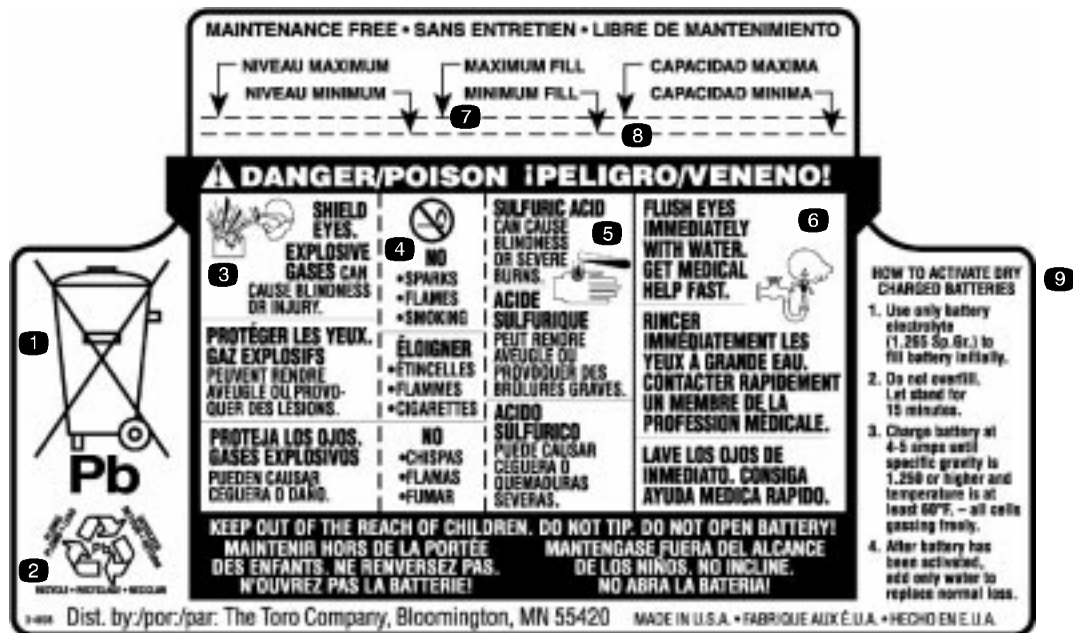 MAINTENANCE FREE • SANS ENTRETIEN • LIBRE DE MANTENIMIENTO
NIVEAU MAXIMUM
MAXIMUM FILL
CAPACIDAD MAXIMA
NIVEAU MINIMUM
MINIMUM FILL
CAPACIDAD MINIMA
7
8
DANGER/POISON ¡PELIGRO/VENENO!
3
SHIELD
EYES.
EXPLOSIVE
GASES CAN
CAUSE BLINDNESS
OR INJURY.
PROTÉGER LES YEUX.
GAZ EXPLOSIFS
PEUVENT RENDRE
AVEUGLE OU PROVO-
QUER DES LESIONS.
PROTEJA LOS OJOS.
GASES EXPLOSIVOS
PUEDEN CAUSAR
CEGUERA O DAÑO.
4
NO
•SPARKS
•FLAMES
•SMOKING
ÉLOIGNER
•ÉTINCELLES
•FLAMMES
•CIGARETTES
NO
•CHISPAS
•FLAMAS
•FUMAR
5
SULFURIC ACID
CAN CAUSE
BLINDNESS
OR SEVERE
BURNS.
ACIDE
SULFURIQUE
PEUT RENDRE
AVEUGLE OU
PROVOQUER DES
BRÛLURES GRAVES.
ACIDO
SULFURICO
PUEDE CAUSAR
CEGUERA O
QUEMADURAS
SEVERAS.
6
FLUSH EYES
IMMEDIATELY
WITH WATER.
GET MEDICAL
HELP FAST.
RINCER
IMMÉDIATEMENT LES
YEUX À GRANDE EAU.
CONTACTER RAPIDEMENT
UN MEMBRE DE LA
PROFESSION MÉDICALE.
LAVE LOS OJOS DE
INMEDIATO. CONSIGA
AYUDA MEDICA RAPIDO.
KEEP OUT OF THE REACH OF CHILDREN. DO NOT TIP. DO NOT OPEN BATTERY!
MAINTENIR HORS DE LA PORTÉE
DES ENFANTS. NE RENVERSEZ PAS.
N'OUVREZ PAS LA BATTERIE!
MANTENGASE FUERA DEL ALCANCE
DE LOS NIÑOS. NO INCLINE.
NO ABRA LA BATERIA!
1
Pb
2
RECYCLE • RECYCLAGE • RECICLAR
9
HOW TO ACTIVATE DRY
CHARGED BATTERIES
1. Use only battery
electrolyte
(1.265 Sp.Gr.) to
fill battery initially.
2. Do not overfill.
Let stand for
15 minutes.
3. Charge battery at
4-5 amps until
specific gravity is
1.250 or higher and
temperature is at
least 60°F. – all cells
gassing freely.
4. After battery has
been activated,
add only water to
replace normal loss.
Dist. by:/por:/par: The Toro Company, Bloomington, MN 55420
MADE IN U.S.A. • FABRIQUE AUX É.U.A. • HECHO EN E.U.A.